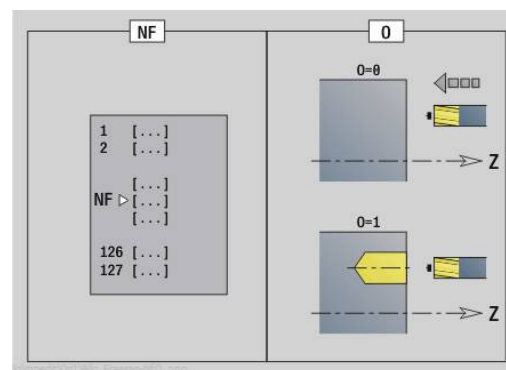 NF
1 [...]
2 [...]
[...]
NF [...]
[...]
126 [...]
127 [...]
O
O=0
Z
O=1
Z